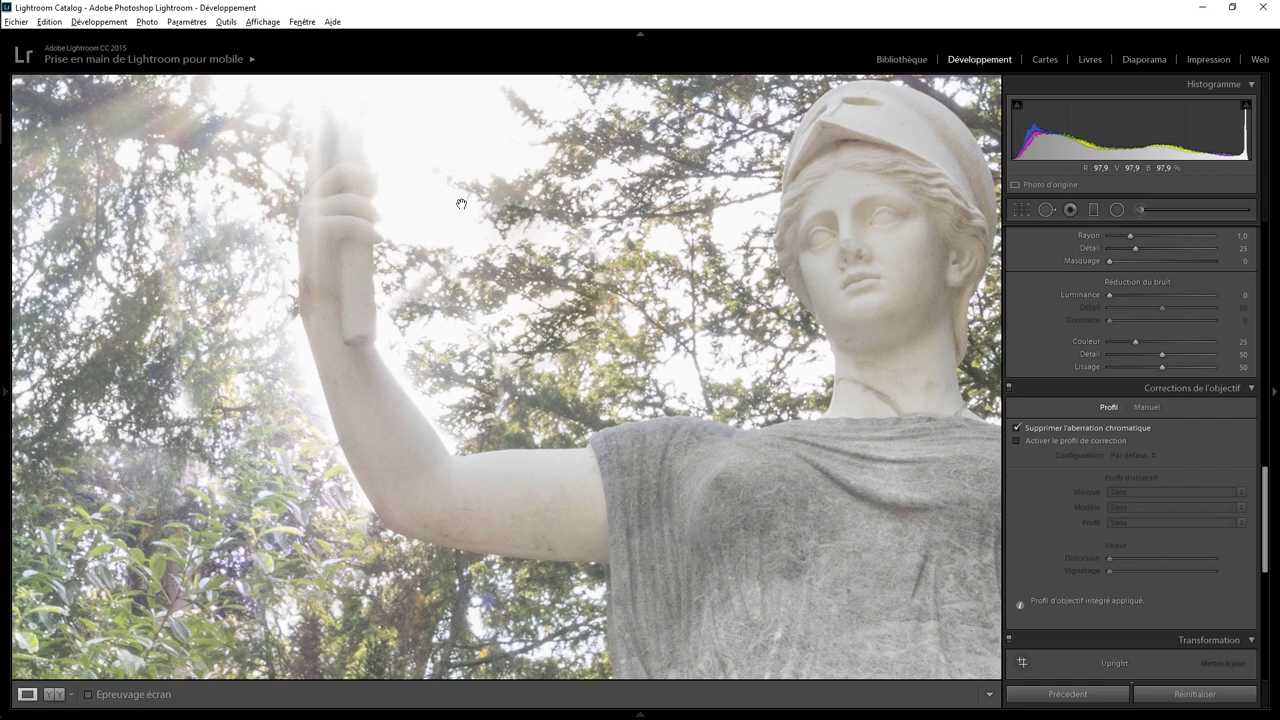 Lightroom Catalog - Adobe Photoshop Lightroom - Développement
Fichier Edition Développement Photo Paramètres Outils Affichage Fenêtre Aide
Lr
Adobe Lightroom CC 2015
Prise en main de Lightroom pour mobile
Bibliothèque | Développement | Cartes | Livres | Diaporama | Impression | Web
Histogramme
R 97,9 V 97,9 B 97,9 %
Photo d'origine
Rayon 1,0
Détail 25
Masquage 0
Réduction du bruit
Luminance 0
Détail 50
Contraste 0
Couleur 25
Détail 50
Lissage 50
Corrections de l'objectif
Profil Manuel
Supprimer l'aberration chromatique
Activer le profil de correction
Configuration Par défaut
Profil d'objectif
Marque Sans
Modèle Sans
Profil Sans
Valeur
Distorsion
Vignetage
Profil d'objectif intégré appliqué.
Transformation
Upright Mettre à jour
Epreuvage écran
Précédent Réinitialiser